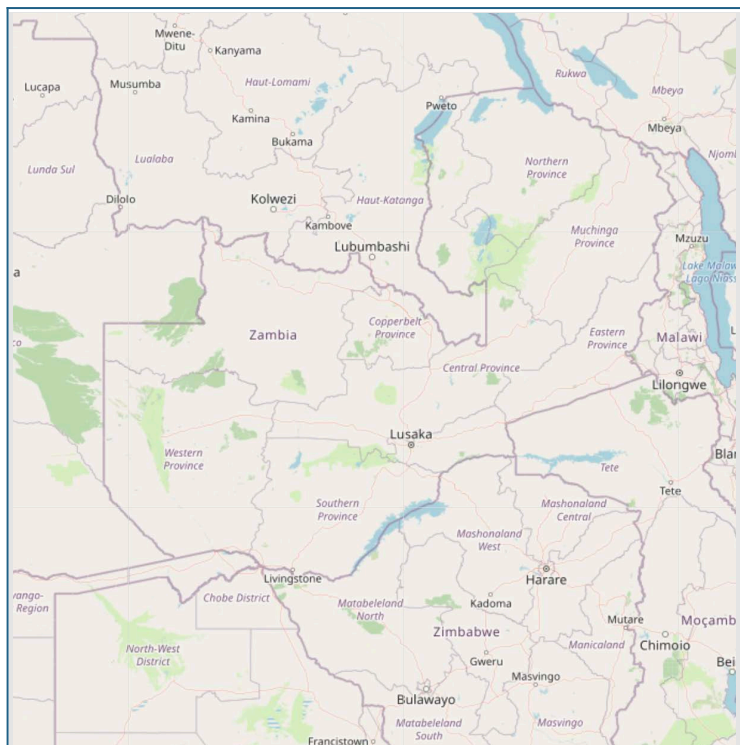 Mwene-
Ditu
Kanyama
Lucapa
Musumba
Haut-Lomami
Rukwa
Mbeya
Kamina
Pweto
Bukama
Mbeya
Lualaba
Northern
Province
Lunda Sul
Dilolo
Kolwezi
Haut-Katanga
Kambove
Muchinga
Province
Mzuzu
Lubumbashi
Lake Malawi
Lago Niass
Zambia
Copperbelt
Province
Eastern
Province
Malawi
Central Province
Lilongwe
Lusaka
Western
Province
Tete
Blan
Tete
Southern
Province
Mashonaland
Central
Mashonaland
West
Livingstone
Harare
Chobe District
Region
Matabeleland
North
Kadoma
Mutare
Moçamb
Zimbabwe
North-West
District
Manicaland
Chimoio
Gweru
Masvingo
Bei
Bulawayo
Matabeleland
South
Masvingo
Francistown